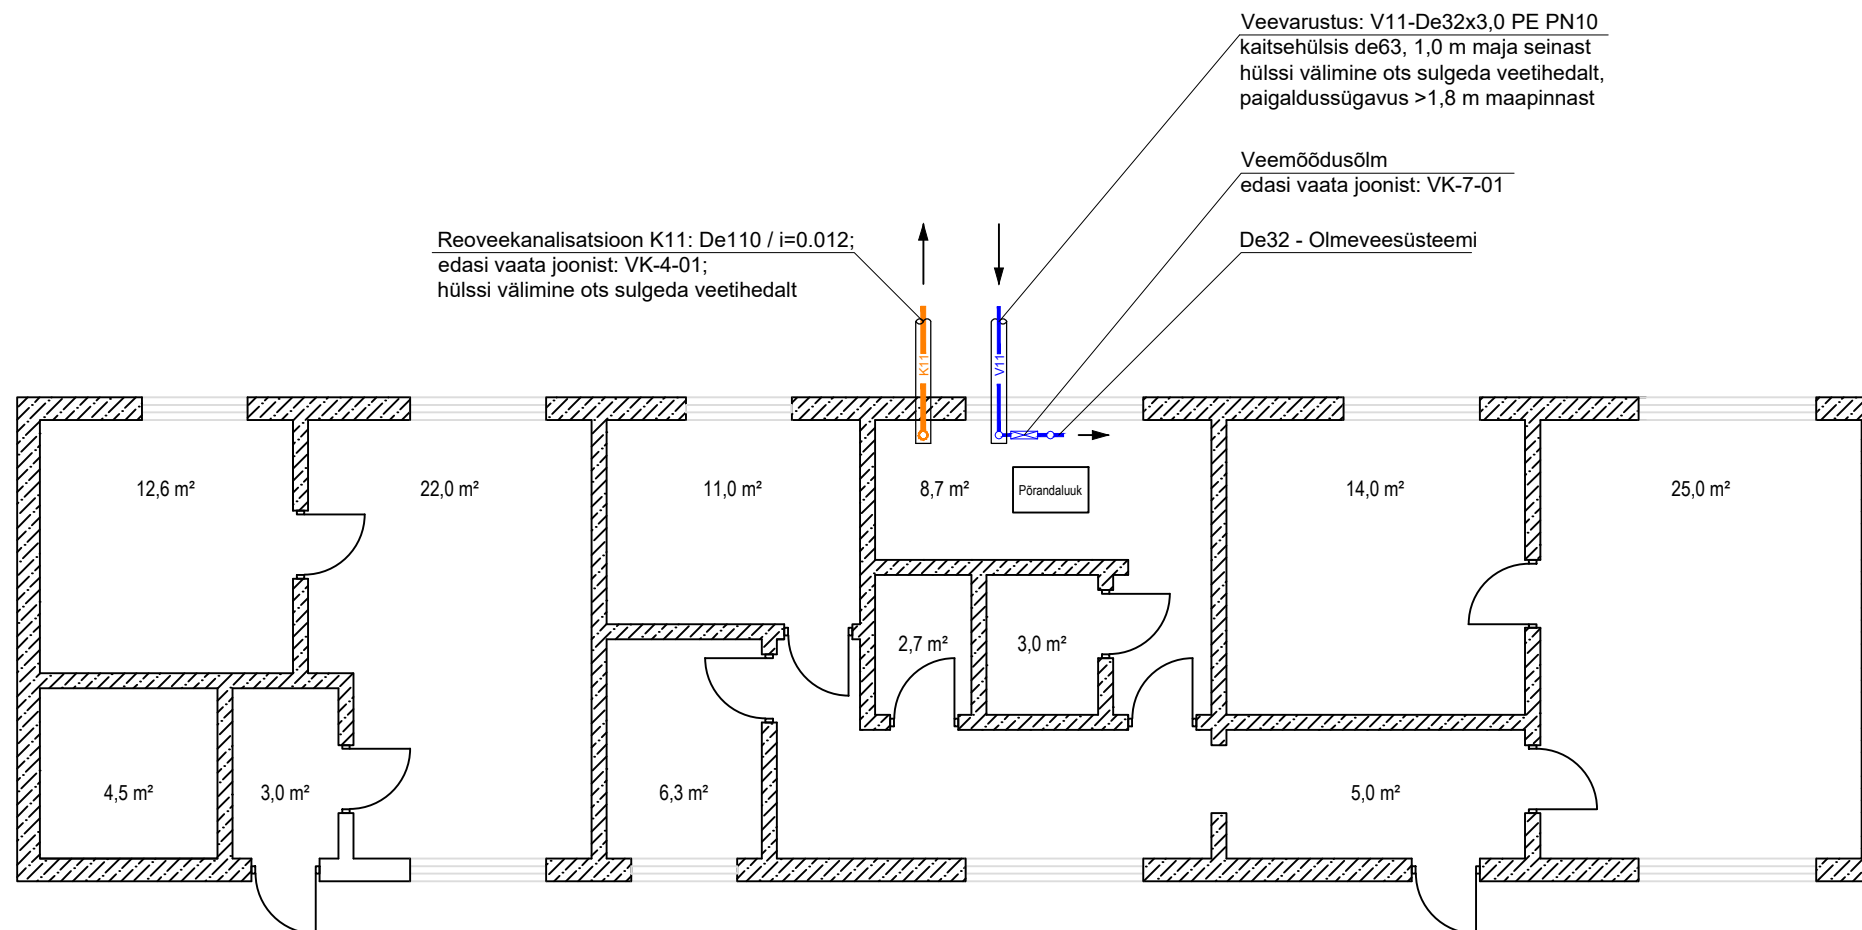 Veevarustus: V11-De32x3,0 PE PN10
kaitsehülsis de63, 1,0 m maja seinast
hülssi välimine ots sulgeda veetihedalt,
paigaldussügavus >1,8 m maapinnast
Veemõõdusõlm
edasi vaata joonist: VK-7-01
De32 - Olmeveesüsteemi
Reoveekanalisatsioon K11: De110 / i=0.012;
edasi vaata joonist: VK-4-01;
hülssi välimine ots sulgeda veetihedalt
K11
V11
12,6 m²
22,0 m²
11,0 m²
8,7 m²
Põrandaluuk
14,0 m²
25,0 m²
2,7 m²
3,0 m²
4,5 m²
3,0 m²
6,3 m²
5,0 m²